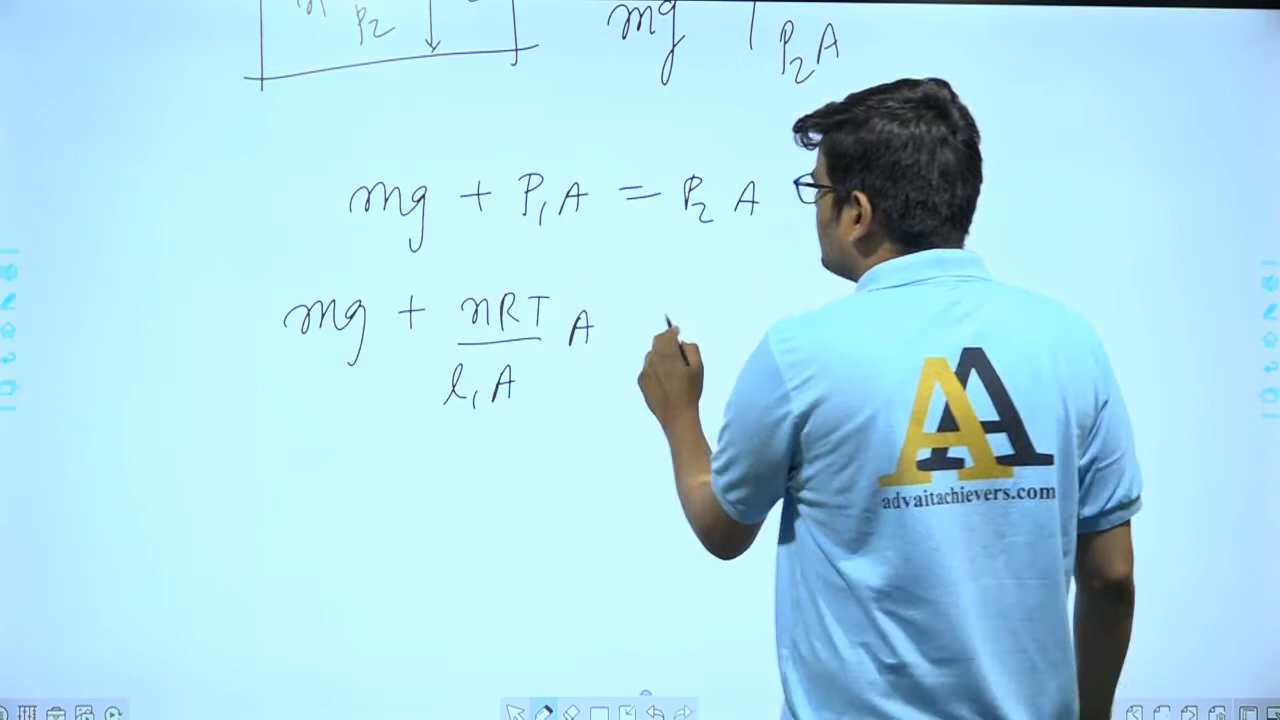 P2
mg P2A
mg + P1A = P2 A
mg + nRT/l1A A
AA
advaitachievers.com